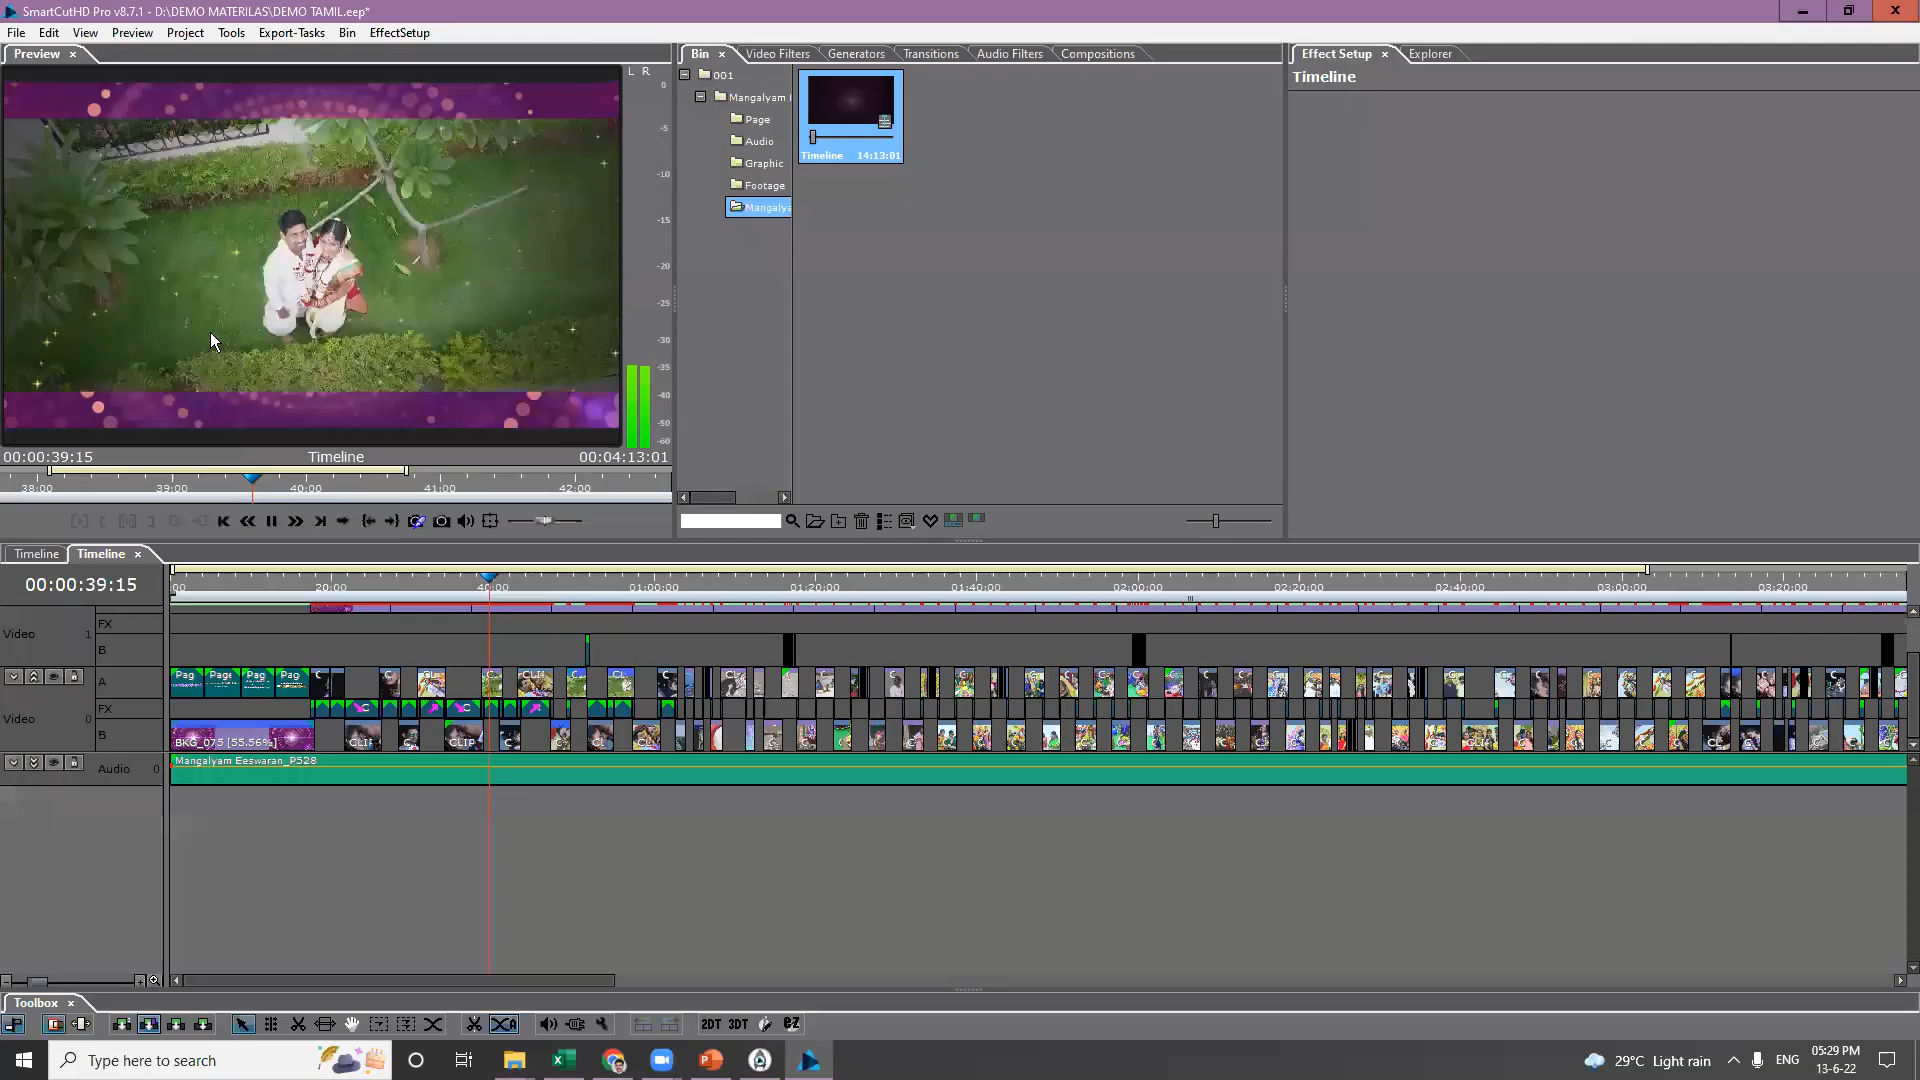 SmartCutHD Pro v8.7.1 - D:\DEMO MATERILAS\DEMO TAMIL.eep*
File Edit View Preview Project Tools Export-Tasks Bin EffectSetup
Preview × Bin × Video Filters Generators Transitions Audio Filters Compositions Effect Setup × Explorer
Timeline
L R
0
-5
-10
-15
-20
-25
-30
-35
-40
-50
-60
001
Mangalyam
Page
Audio
Graphic
Footage
Mangalya
Timeline 14:13:01
00:00:39:15 Timeline 00:04:13:01
38:00 39:00 40:00 41:00 42:00
Timeline Timeline ×
00:00:39:15
:00 20:00 40:00 01:00:00 01:20:00 01:40:00 02:00:00 02:20:00 02:40:00 03:00:00 03:20:00
FX
Video 1
B
A
Pag Page Pag Pag
FX
Video 0
B
BKG_075 [55.56%]
Audio 0
Mangalyam Eeswaran_P528
Toolbox ×
2DT 3DT
Type here to search
29°C Light rain
ENG
05:29 PM
13-6-22